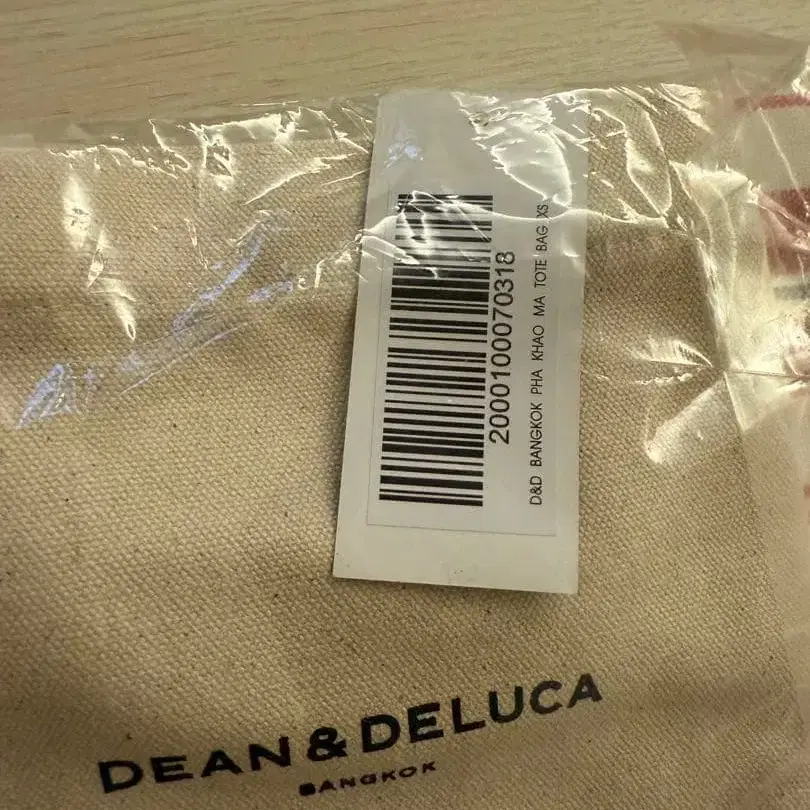 2000100070318
D&D BANGKOK PHA KHAO MA TOTE BAG XS
DEAN & DELUCA
BANGKOK